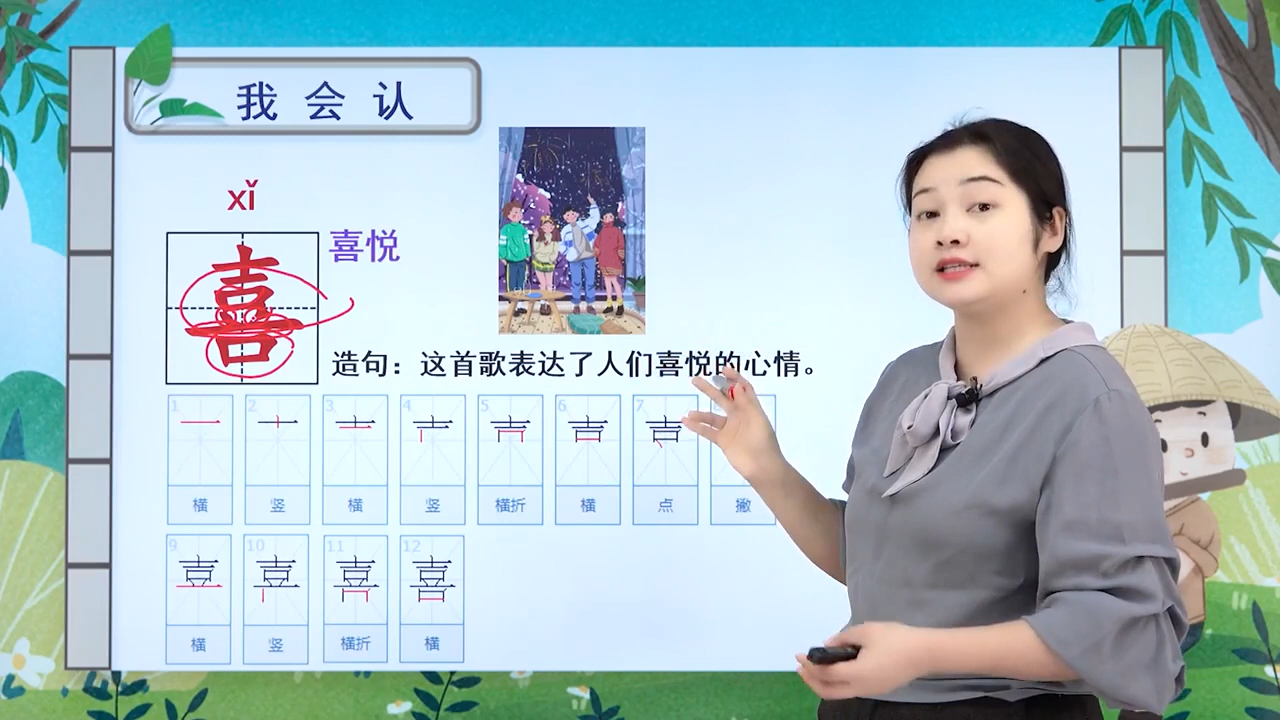 我会认
xǐ
喜
喜悦
造句：这首歌表达了人们喜悦的心情。
1 2 3 4 5 6 7
横 竖 横 竖 横折 横 点 撇
9 10 11 12
横 竖 横折 横